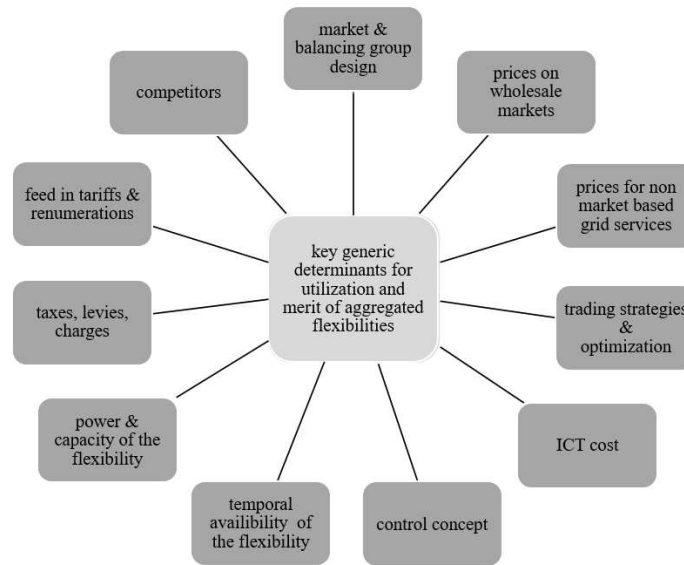 market &
balancing group
design
prices on
wholesale
markets
prices for non
market based
grid services
trading strategies
&
optimization
ICT cost
control concept
temporal
availibility of
the flexibility
power &
capacity of the
flexibility
taxes, levies,
charges
feed in tariffs &
renumerations
competitors
key generic
determinants for
utilization and
merit of aggregated
flexibilities